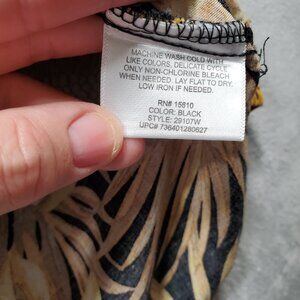 MACHINE WASH COLD WITH
LIKE COLORS, DELICATE CYCLE
ONLY NON-CHLORINE BLEACH
WHEN NEEDED. LAY FLAT TO DRY.
LOW IRON IF NEEDED.
RN# 15810
COLOR: BLACK
STYLE: 29107W
UPC# 736401280627